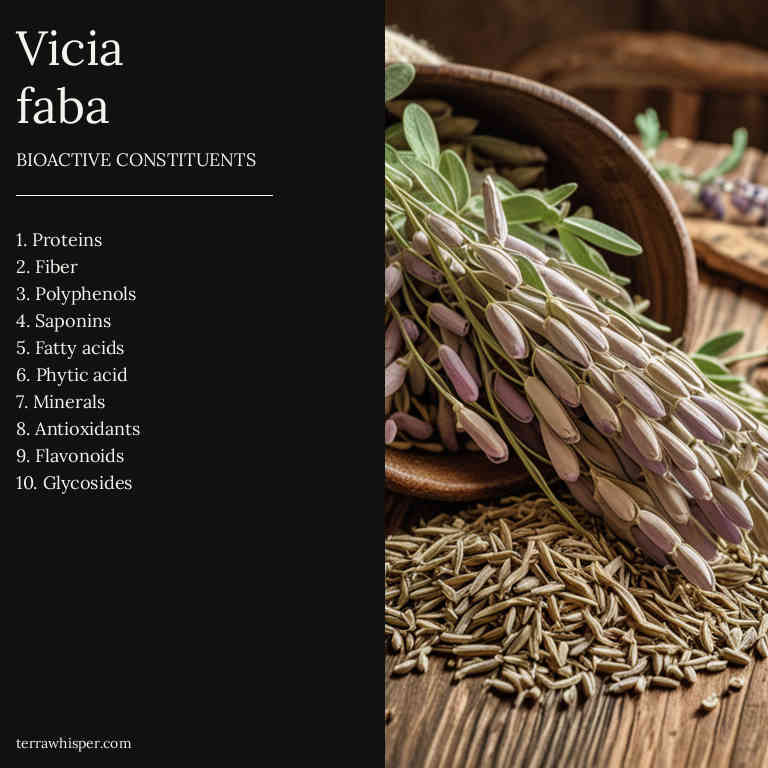 Vicia
faba
BIOACTIVE CONSTITUENTS
1. Proteins
2. Fiber
3. Polyphenols
4. Saponins
5. Fatty acids
6. Phytic acid
7. Minerals
8. Antioxidants
9. Flavonoids
10. Glycosides
terrawhisper.com